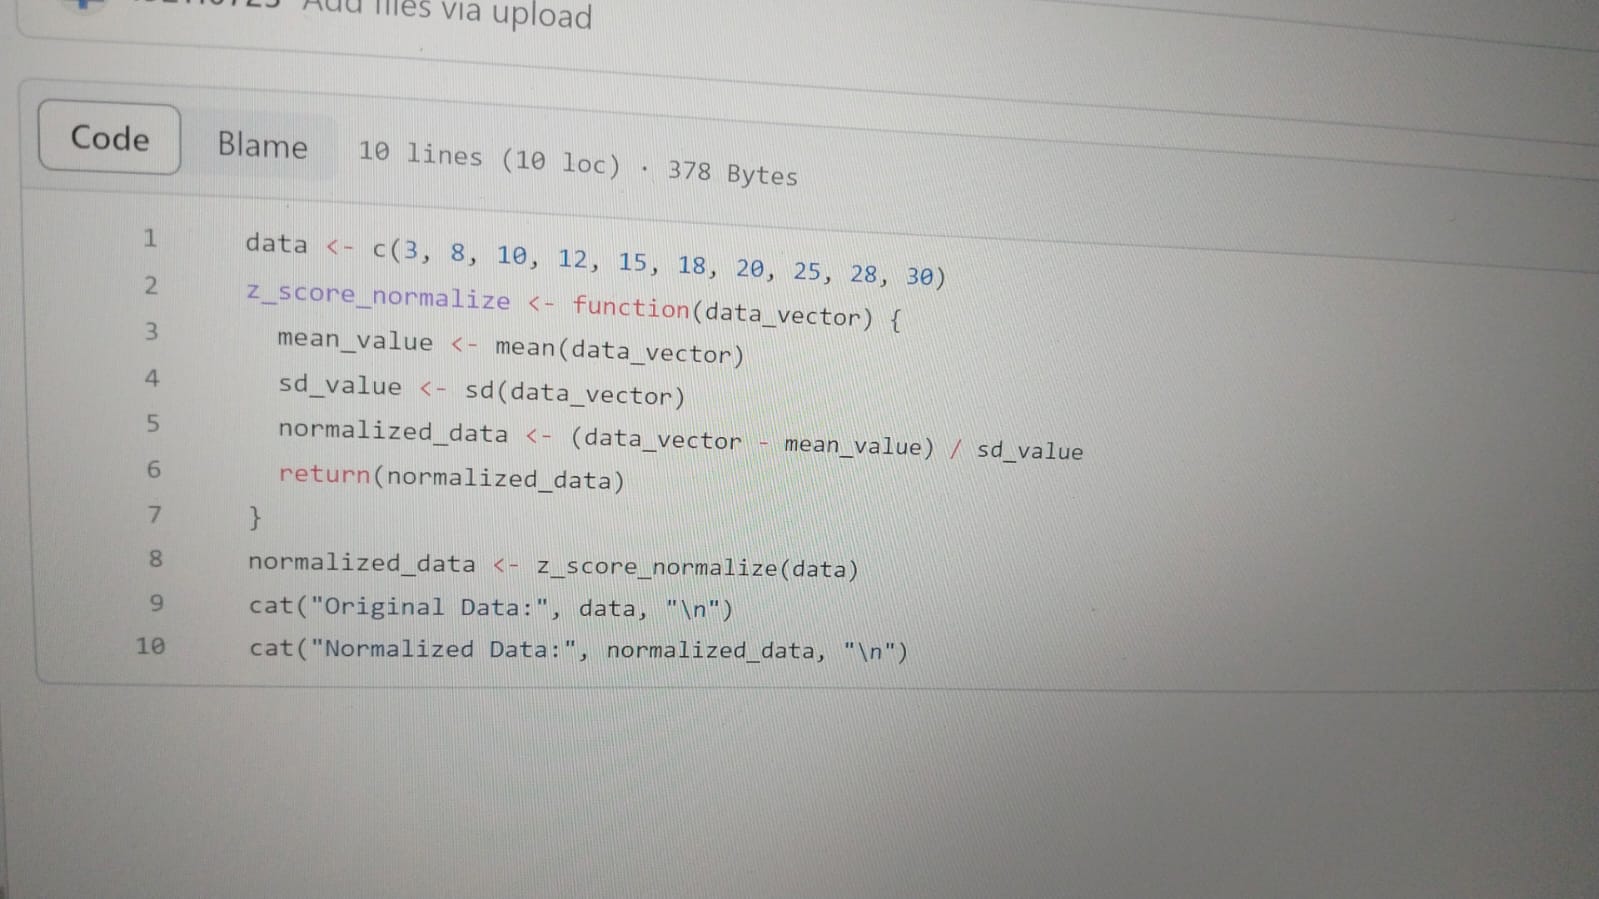 Add files via upload
Code Blame 10 lines (10 loc) · 378 Bytes
1 data <- c(3, 8, 10, 12, 15, 18, 20, 25, 28, 30)
2 z_score_normalize <- function(data_vector) {
3 mean_value <- mean(data_vector)
4 sd_value <- sd(data_vector)
5 normalized_data <- (data_vector - mean_value) / sd_value
6 return(normalized_data)
7 }
8 normalized_data <- z_score_normalize(data)
9 cat("Original Data:", data, "\n")
10 cat("Normalized Data:", normalized_data, "\n")